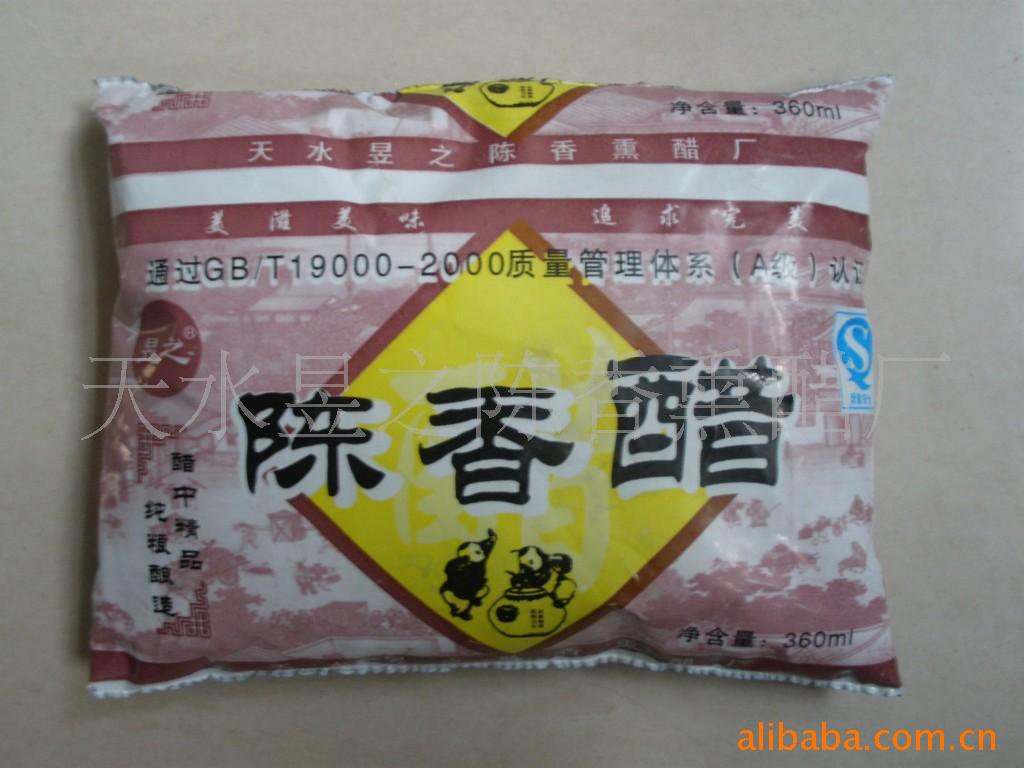 净含量：360ml
天水昱之陈香熏醋厂
美滋美味 追求完美
通过GB/T19000-2000质量管理体系（A级）认证
昱之®
天水昱之陈香熏醋厂
陈香醋
醋中精品
纯粮酿造
净含量：360ml
alibaba.com.cn